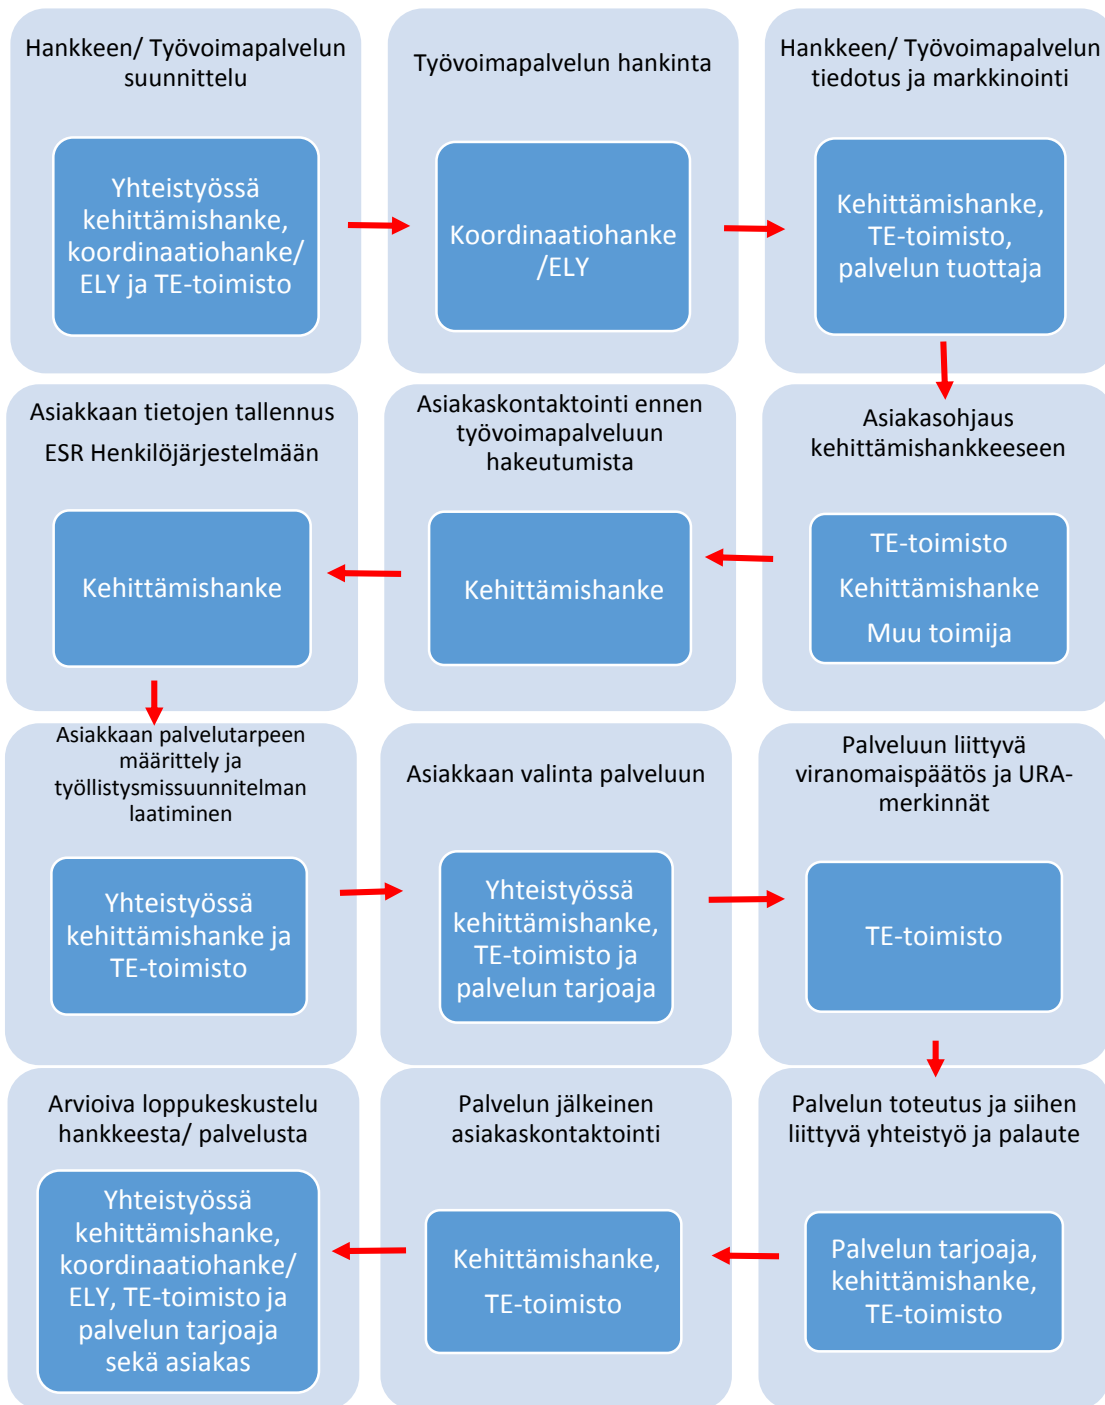 Hankkeen/ Työvoimapalvelun
suunnittelu
Yhteistyössä
kehittämishanke,
koordinaatiohanke/
ELY ja TE-toimisto
Työvoimapalvelun hankinta
Koordinaatiohanke
/ELY
Hankkeen/ Työvoimapalvelun
tiedotus ja markkinointi
Kehittämishanke,
TE-toimisto,
palvelun tuottaja
Asiakasohjaus
kehittämishankkeeseen
TE-toimisto
Kehittämishanke
Muu toimija
Asiakaskontaktointi ennen
työvoimapalveluun
hakeutumista
Kehittämishanke
Asiakkaan tietojen tallennus
ESR Henkilöjärjestelmään
Kehittämishanke
Asiakkaan palvelutarpeen
määrittely ja
työllistysmissuunnitelman
laatiminen
Yhteistyössä
kehittämishanke ja
TE-toimisto
Asiakkaan valinta palveluun
Yhteistyössä
kehittämishanke,
TE-toimisto ja
palvelun tarjoaja
Palveluun liittyvä
viranomaispäätös ja URA-
merkinnät
TE-toimisto
Palvelun toteutus ja siihen
liittyvä yhteistyö ja palaute
Palvelun tarjoaja,
kehittämishanke,
TE-toimisto
Palvelun jälkeinen
asiakaskontaktointi
Kehittämishanke,
TE-toimisto
Arvioiva loppukeskustelu
hankkeesta/ palvelusta
Yhteistyössä
kehittämishanke,
koordinaatiohanke/
ELY, TE-toimisto ja
palvelun tarjoaja
sekä asiakas